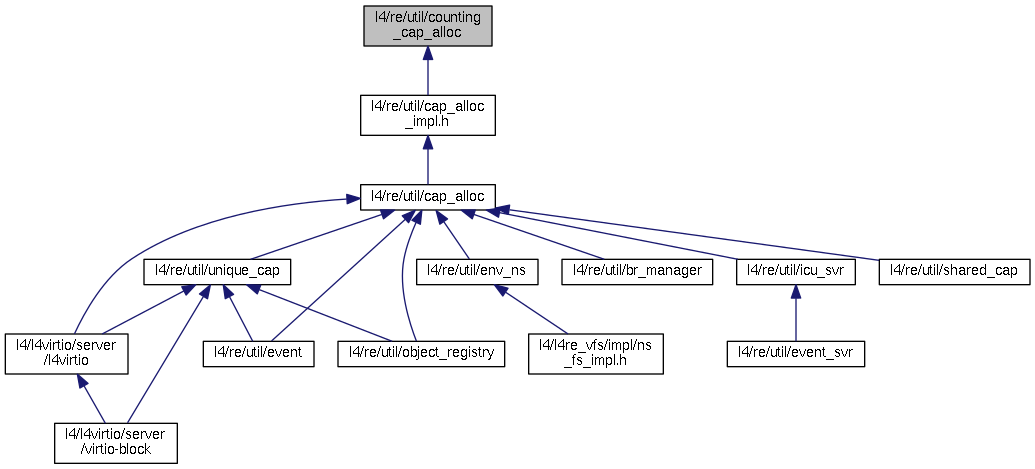 l4/re/util/counting
_cap_alloc
l4/re/util/cap_alloc
_impl.h
l4/re/util/cap_alloc
l4/re/util/unique_cap
l4/re/util/env_ns
l4/re/util/br_manager
l4/re/util/icu_svr
l4/re/util/shared_cap
l4/l4virtio/server
/l4virtio
l4/re/util/event
l4/re/util/object_registry
l4/l4re_vfs/impl/ns
_fs_impl.h
l4/re/util/event_svr
l4/l4virtio/server
/virtio-block